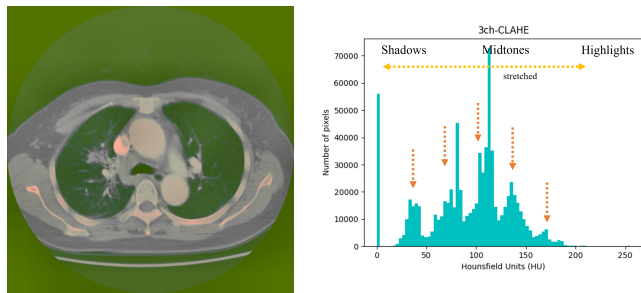 3ch-CLAHE
Shadows Midtones Highlights
stretched
70000
60000
50000
40000
30000
20000
10000
0
Number of pixels
0 50 100 150 200 250
Hounsfield Units (HU)